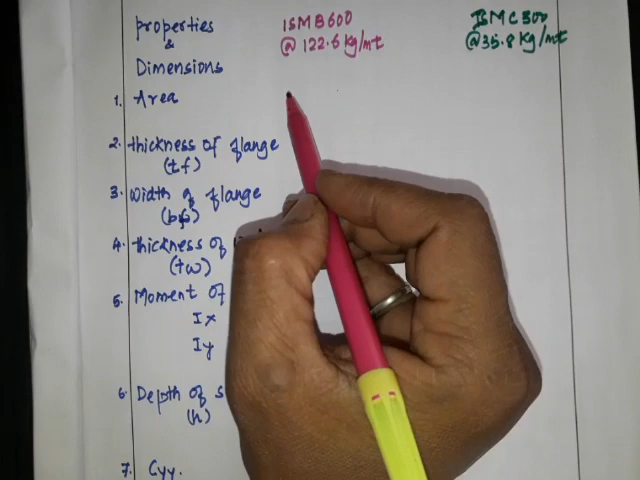 properties
&
Dimensions
ISMB600
@ 122.6 kg/mt
ISMC300
@35.8 kg/mt
1. Area
2. thickness of flange
(tf)
3. Width of flange
(bf)
4. thickness of
(tw)
5. Moment of
Ix
Iy
6. Depth of s
(h)
7. Cyy.